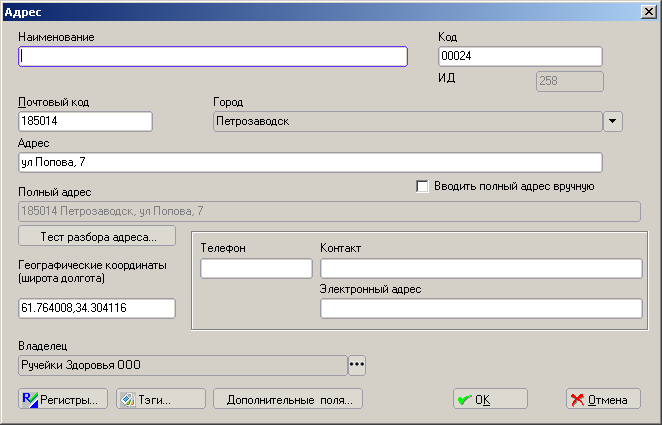 Адрес
Наименование
Код
00024
ИД
258
Почтовый код
Город
185014
Петрозаводск
Адрес
ул Попова, 7
Полный адрес
Вводить полный адрес вручную
185014 Петрозаводск, ул Попова, 7
Тест разбора адреса...
Телефон
Контакт
Географические координаты
(широта долгота)
Электронный адрес
61.764008,34.304116
Владелец
Ручейки Здоровья ООО
Регистры...
Тэги...
Дополнительные поля...
OK
Отмена